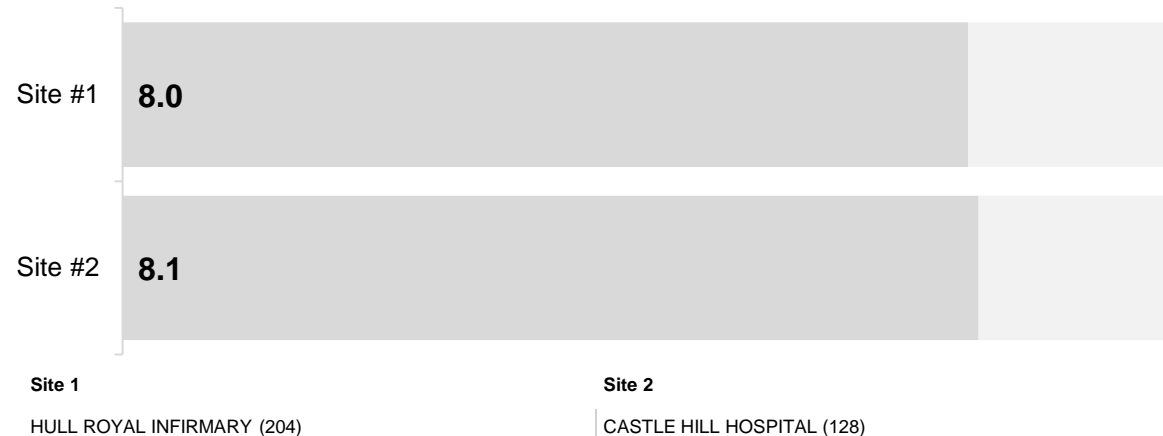 Site #1 8.0
Site #2 8.1
Site 1 Site 2
HULL ROYAL INFIRMARY (204) CASTLE HILL HOSPITAL (128)